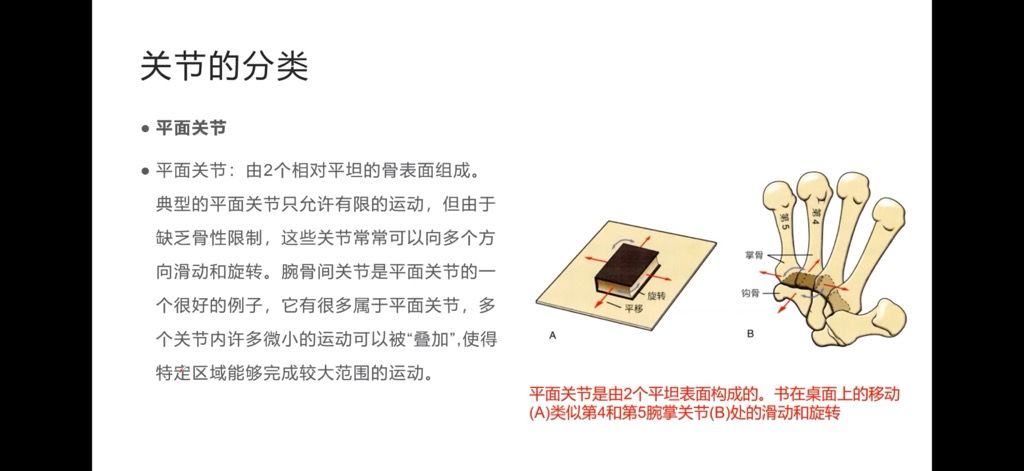 关节的分类
● 平面关节
● 平面关节：由2个相对平坦的骨表面组成。
典型的平面关节只允许有限的运动，但由于
缺乏骨性限制，这些关节常常可以向多个方
向滑动和旋转。腕骨间关节是平面关节的一
个很好的例子，它有很多属于平面关节，多
个关节内许多微小的运动可以被“叠加”,使得
特定区域能够完成较大范围的运动。
旋转
平移
A
第5
第4
掌骨
钩骨
B
平面关节是由2个平坦表面构成的。书在桌面上的移动
(A)类似第4和第5腕掌关节(B)处的滑动和旋转